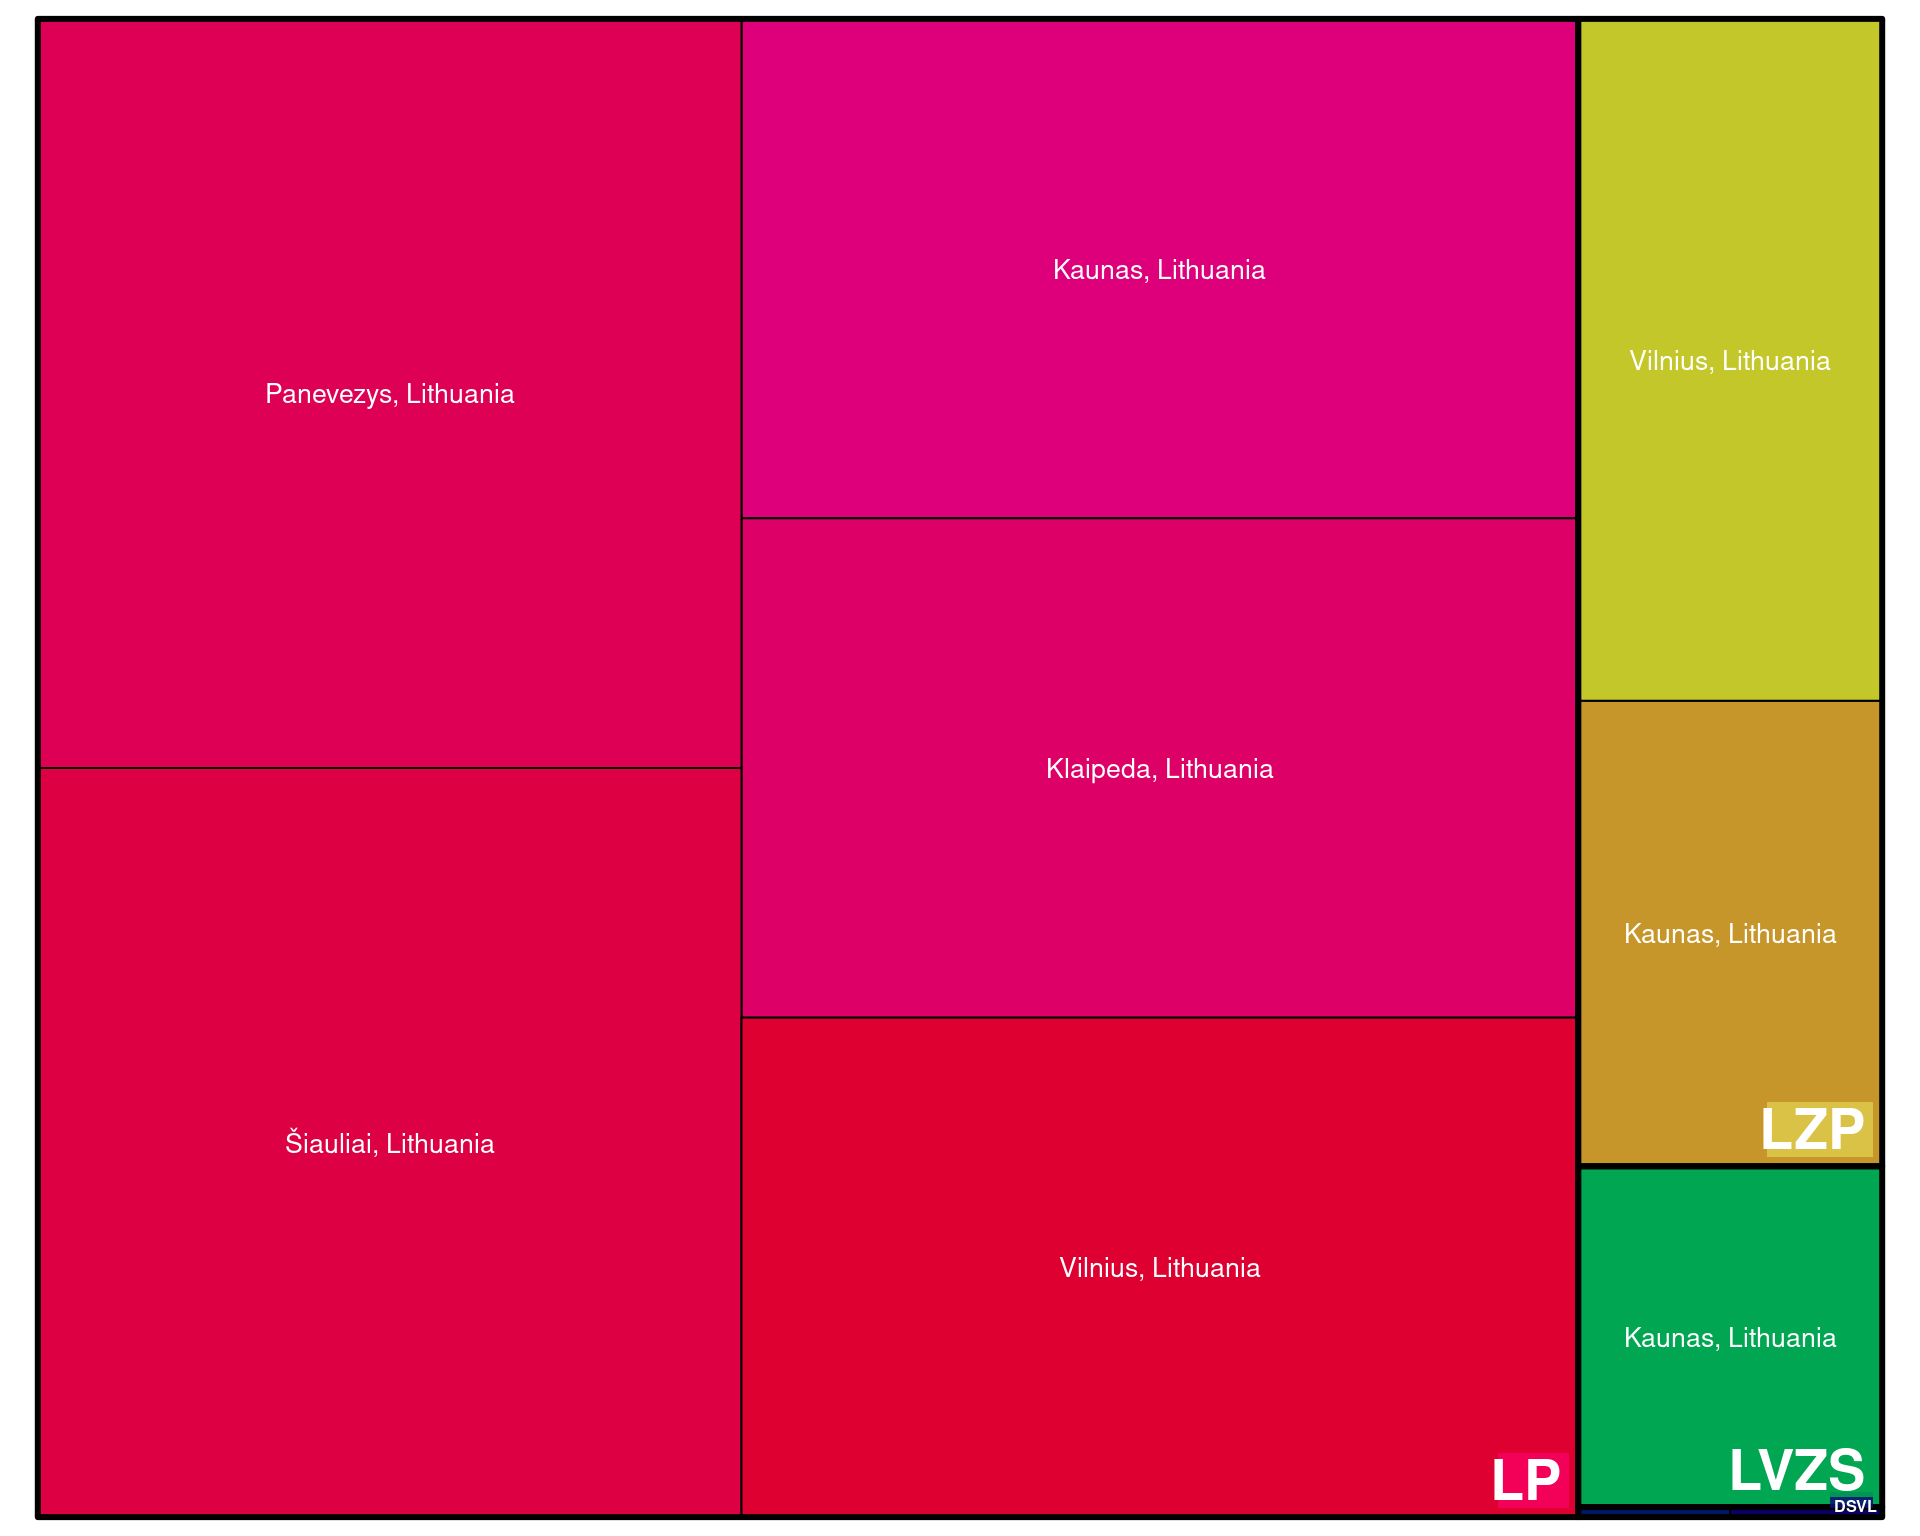 Panevezys, Lithuania
Šiauliai, Lithuania
Kaunas, Lithuania
Klaipeda, Lithuania
Vilnius, Lithuania
LP
Vilnius, Lithuania
Kaunas, Lithuania
LZP
Kaunas, Lithuania
LVZS
DSVL